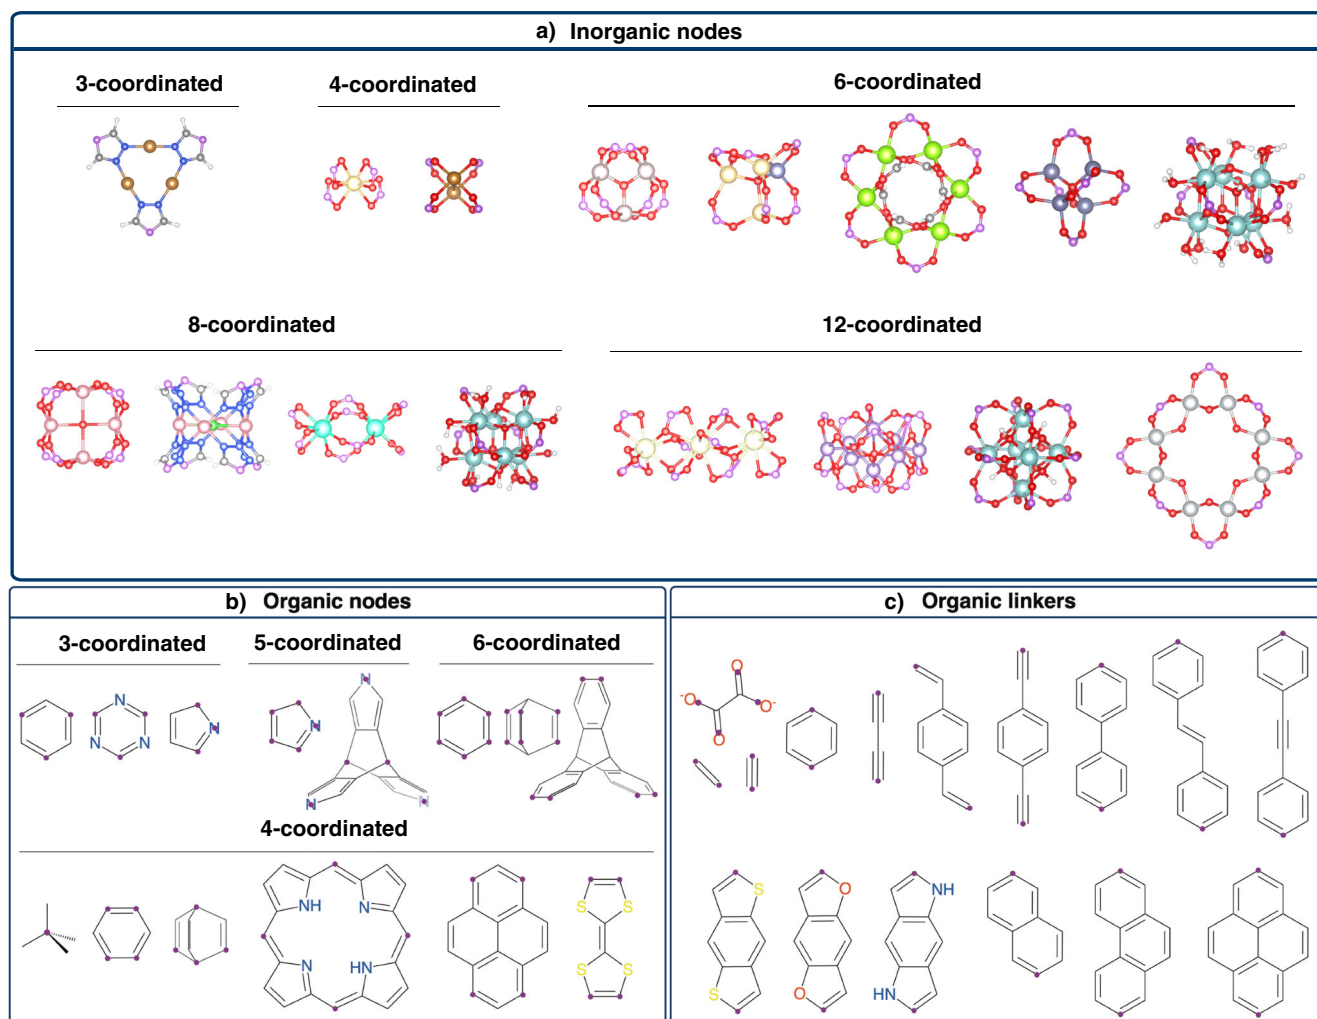 a) Inorganic nodes
3-coordinated
4-coordinated
6-coordinated
8-coordinated
12-coordinated
b) Organic nodes
3-coordinated
5-coordinated
6-coordinated
N
N
N
N
N
N
N
N
4-coordinated
NH
N
N
HN
S
S
S
S
c) Organic linkers
O
-O
O-
O
S
S
O
O
NH
HN